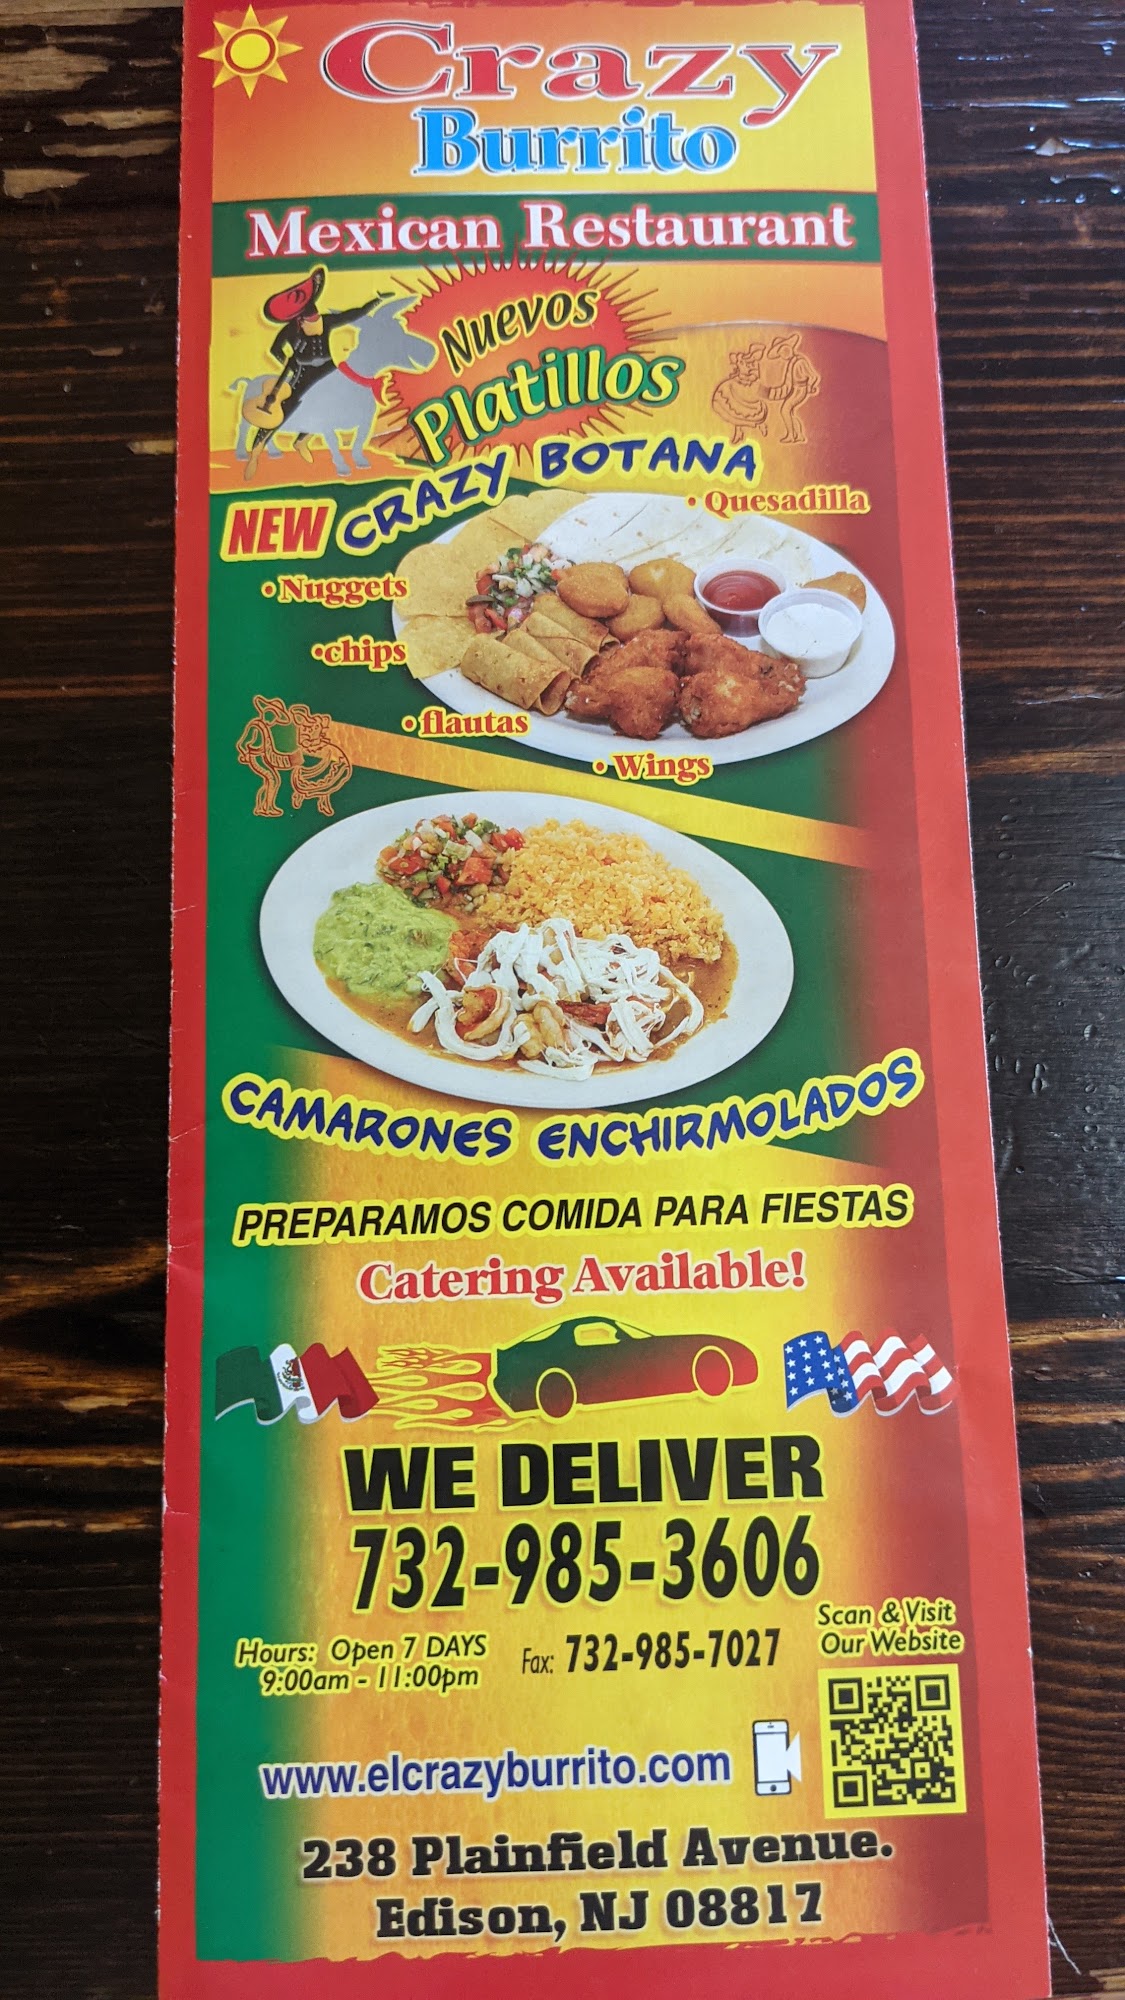 Crazy
Burrito
Mexican Restaurant
Nuevos
Platillos
NEW CRAZY BOTANA
• Quesadilla
• Nuggets
•chips
• flautas
• Wings
CAMARONES ENCHIRMOLADOS
PREPARAMOS COMIDA PARA FIESTAS
Catering Available!
WE DELIVER
732-985-3606
Hours: Open 7 DAYS
9:00am - 11:00pm
Fax: 732-985-7027
Scan & Visit
Our Website
www.elcrazyburrito.com
238 Plainfield Avenue.
Edison, NJ 08817